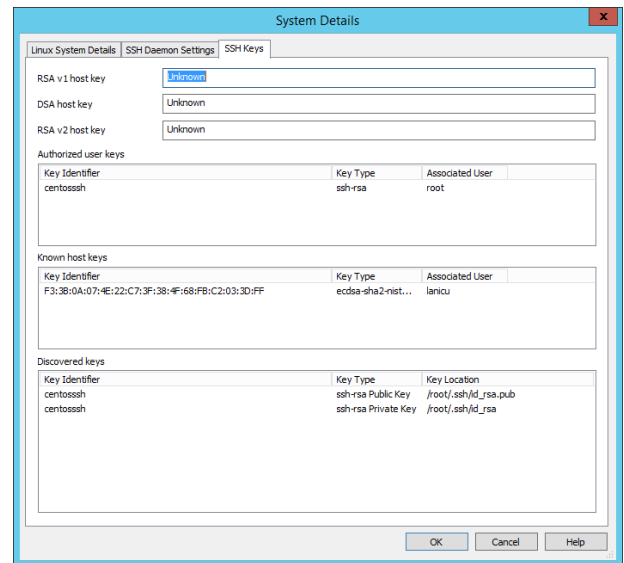 System Details
x
Linux System Details SSH Daemon Settings SSH Keys
RSA v1 host key Unknown
DSA host key Unknown
RSA v2 host key Unknown
Authorized user keys
Key Identifier Key Type Associated User
centosssh ssh-rsa root
Known host keys
Key Identifier Key Type Associated User
F3:3B:0A:07:4E:22:C7:3F:38:4F:68:FB:C2:03:3D:FF ecdsa-sha2-nist... lanicu
Discovered keys
Key Identifier Key Type Key Location
centosssh ssh-rsa Public Key /root/.ssh/id_rsa.pub
centosssh ssh-rsa Private Key /root/.ssh/id_rsa
OK Cancel Help